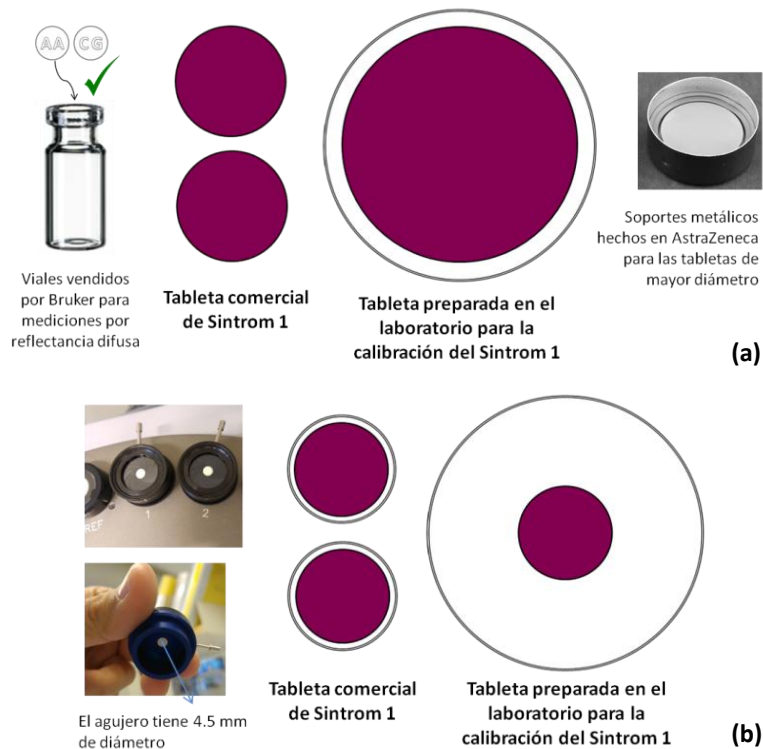 AA CG
Viales vendidos
por Bruker para
mediciones por
reflectancia difusa
Tableta comercial
de Sintrom 1
Tableta preparada en el
laboratorio para la
calibración del Sintrom 1
Soportes metálicos
hechos en AstraZeneca
para las tabletas de
mayor diámetro
(a)
REF
1
2
El agujero tiene 4.5 mm
de diámetro
Tableta comercial
de Sintrom 1
Tableta preparada en el
laboratorio para la
calibración del Sintrom 1
(b)